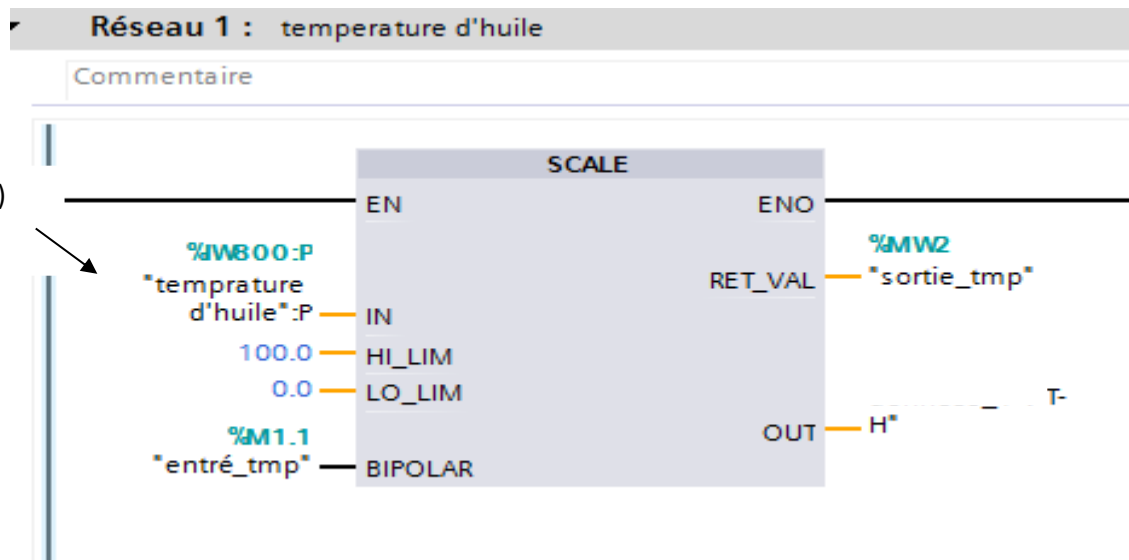 Réseau 1 : temperature d'huile
Commentaire
SCALE
EN ENO
%IW800:P
"temprature
d'huile":P
IN
%MW2
RET_VAL "sortie_tmp"
100.0 HI_LIM
0.0 LO_LIM
T-
OUT H"
%M1.1
"entré_tmp" BIPOLAR
)